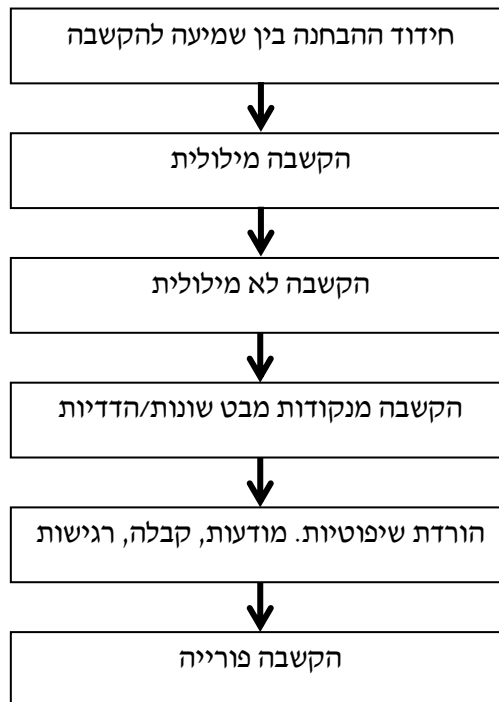 חידוד ההבחנה בין שמיעה להקשבה
הקשבה מילולית
הקשבה לא מילולית
הקשבה מנקודות מבט שונות/הדדיות
הורדת שיפוטיות. מודעות, קבלה, רגישות
הקשבה פורייה